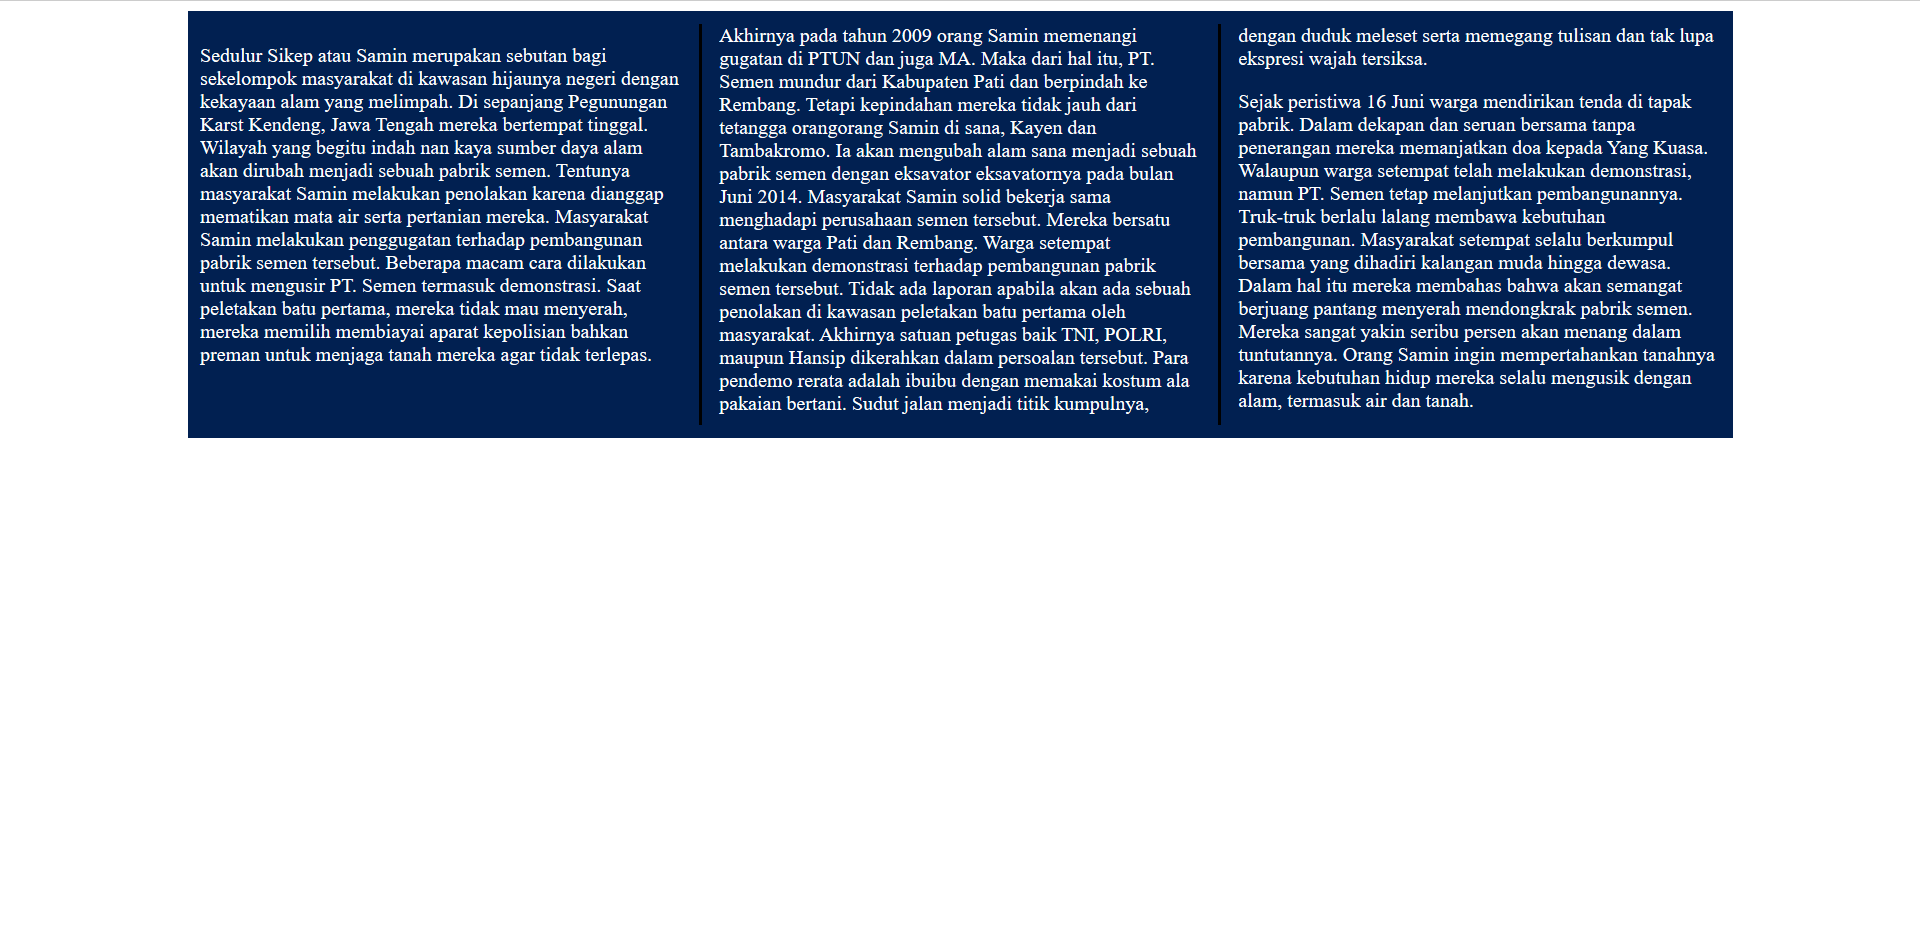 Sedulur Sikep atau Samin merupakan sebutan bagi
sekelompok masyarakat di kawasan hijaunya negeri dengan
kekayaan alam yang melimpah. Di sepanjang Pegunungan
Karst Kendeng, Jawa Tengah mereka bertempat tinggal.
Wilayah yang begitu indah nan kaya sumber daya alam
akan dirubah menjadi sebuah pabrik semen. Tentunya
masyarakat Samin melakukan penolakan karena dianggap
mematikan mata air serta pertanian mereka. Masyarakat
Samin melakukan penggugatan terhadap pembangunan
pabrik semen tersebut. Beberapa macam cara dilakukan
untuk mengusir PT. Semen termasuk demonstrasi. Saat
peletakan batu pertama, mereka tidak mau menyerah,
mereka memilih membiayai aparat kepolisian bahkan
preman untuk menjaga tanah mereka agar tidak terlepas.
Akhirnya pada tahun 2009 orang Samin memenangi
gugatan di PTUN dan juga MA. Maka dari hal itu, PT.
Semen mundur dari Kabupaten Pati dan berpindah ke
Rembang. Tetapi kepindahan mereka tidak jauh dari
tetangga orangorang Samin di sana, Kayen dan
Tambakromo. Ia akan mengubah alam sana menjadi sebuah
pabrik semen dengan eksavator eksavatornya pada bulan
Juni 2014. Masyarakat Samin solid bekerja sama
menghadapi perusahaan semen tersebut. Mereka bersatu
antara warga Pati dan Rembang. Warga setempat
melakukan demonstrasi terhadap pembangunan pabrik
semen tersebut. Tidak ada laporan apabila akan ada sebuah
penolakan di kawasan peletakan batu pertama oleh
masyarakat. Akhirnya satuan petugas baik TNI, POLRI,
maupun Hansip dikerahkan dalam persoalan tersebut. Para
pendemo rerata adalah ibuibu dengan memakai kostum ala
pakaian bertani. Sudut jalan menjadi titik kumpulnya,
dengan duduk meleset serta memegang tulisan dan tak lupa
ekspresi wajah tersiksa.
Sejak peristiwa 16 Juni warga mendirikan tenda di tapak
pabrik. Dalam dekapan dan seruan bersama tanpa
penerangan mereka memanjatkan doa kepada Yang Kuasa.
Walaupun warga setempat telah melakukan demonstrasi,
namun PT. Semen tetap melanjutkan pembangunannya.
Truk-truk berlalu lalang membawa kebutuhan
pembangunan. Masyarakat setempat selalu berkumpul
bersama yang dihadiri kalangan muda hingga dewasa.
Dalam hal itu mereka membahas bahwa akan semangat
berjuang pantang menyerah mendongkrak pabrik semen.
Mereka sangat yakin seribu persen akan menang dalam
tuntutannya. Orang Samin ingin mempertahankan tanahnya
karena kebutuhan hidup mereka selalu mengusik dengan
alam, termasuk air dan tanah.